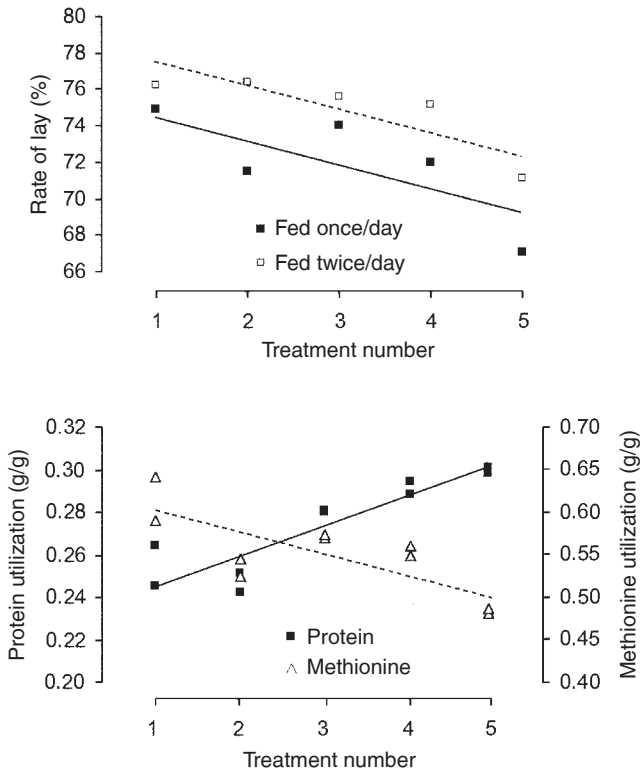 80
78
76
74
72
70
68
66
Rate of lay (%)
Fed once/day
Fed twice/day
1 2 3 4 5
Treatment number
0.32
0.30
0.28
0.26
0.24
0.22
0.20
Protein utilization (g/g)
0.70
0.65
0.60
0.55
0.50
0.45
0.40
Methionine utilization (g/g)
Protein
Methionine
1 2 3 4 5
Treatment number